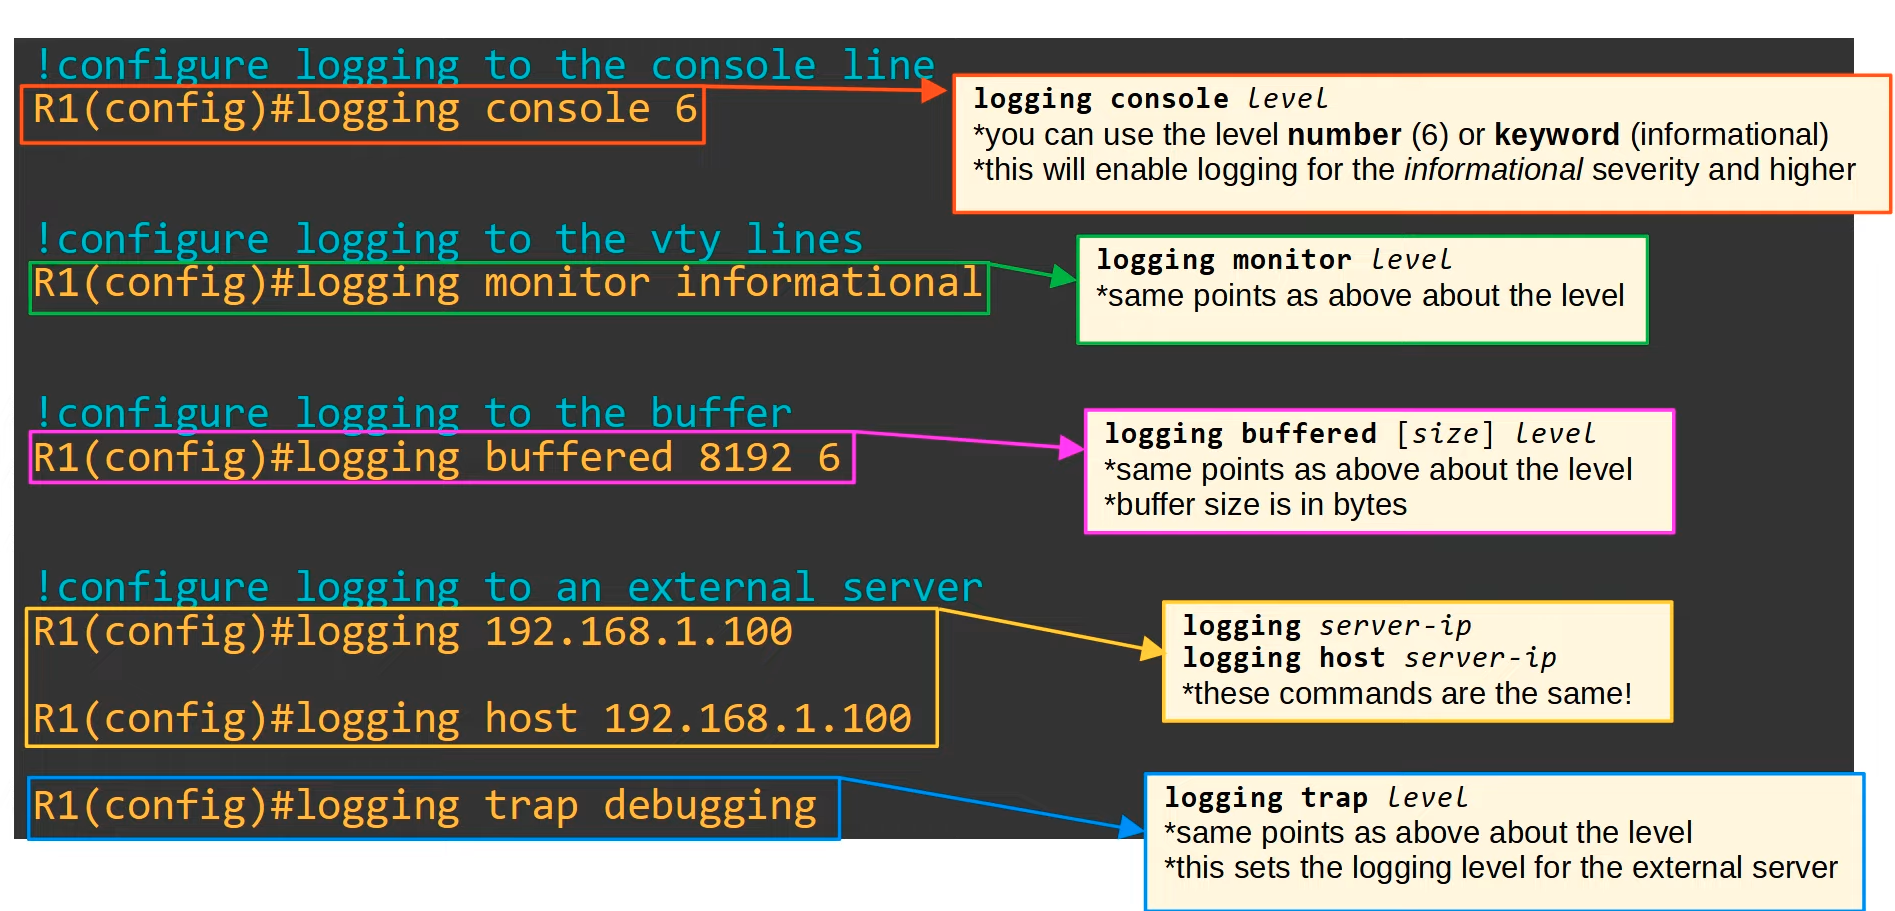 !configure logging to the console line
R1(config)#logging console 6
logging console level
*you can use the level number (6) or keyword (informational)
*this will enable logging for the informational severity and higher
!configure logging to the vty lines
R1(config)#logging monitor informational
logging monitor level
*same points as above about the level
!configure logging to the buffer
R1(config)#logging buffered 8192 6
logging buffered [size] level
*same points as above about the level
*buffer size is in bytes
!configure logging to an external server
R1(config)#logging 192.168.1.100
R1(config)#logging host 192.168.1.100
logging server-ip
logging host server-ip
*these commands are the same!
R1(config)#logging trap debugging
logging trap level
*same points as above about the level
*this sets the logging level for the external server